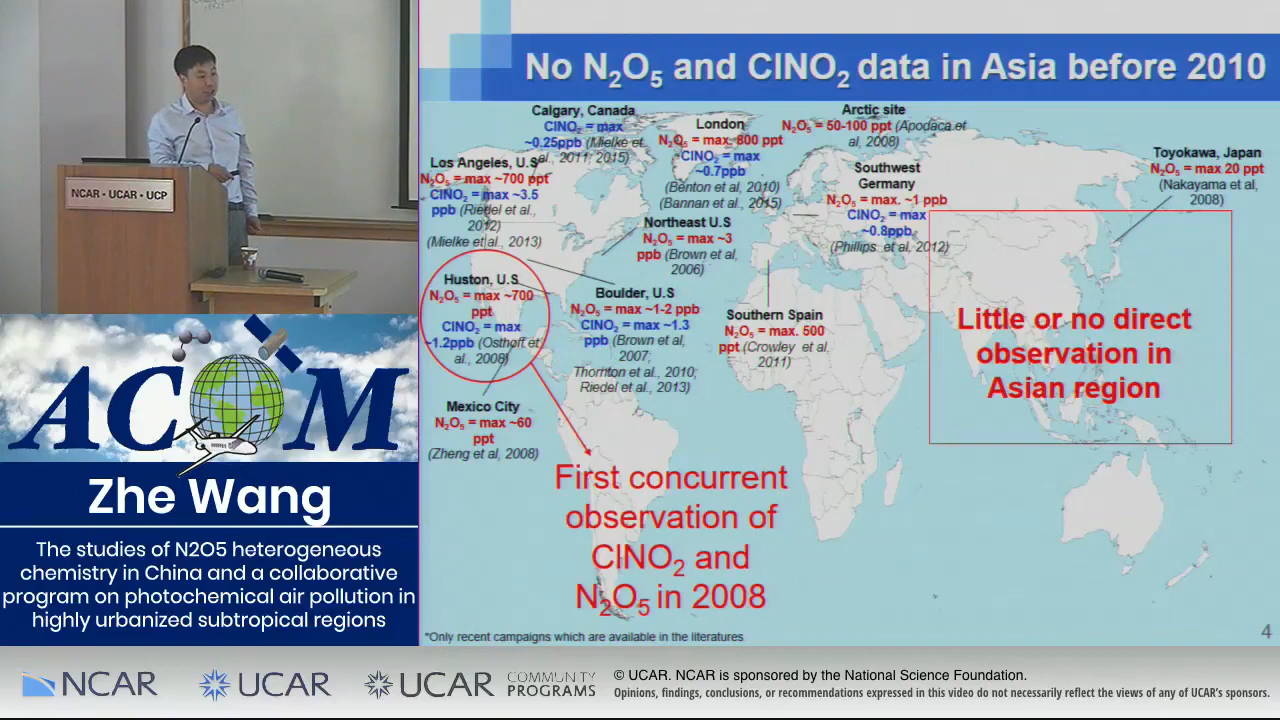 No N2O5 and ClNO2 data in Asia before 2010
Calgary, Canada
ClNO2 = max
~0.25ppb (Mielke et
al., 2011; 2015)
London
N2O5 = max. 800 ppt
ClNO2 = max
~0.7ppb
(Benton et al, 2010)
(Bannan et al, 2015)
Arctic site
N2O5 = 50-100 ppt (Apodaca et
al, 2008)
Toyokawa, Japan
N2O5 = max 20 ppt
(Nakayama et al,
2008)
Los Angeles, U.S
N2O5 = max ~700 ppt
ClNO2 = max ~3.5
ppb (Riedel et al.,
2012)
(Mielke et al., 2013)
Northeast U.S
N2O5 = max ~3
ppb (Brown et al,
2006)
Southwest
Germany
N2O5 = max. ~1 ppb
ClNO2 = max
~0.8ppb
(Phillips et al, 2012)
Huston, U.S
N2O5 = max ~700
ppt
ClNO2 = max
~1.2ppb (Osthoff et
al., 2008)
Boulder, U.S
N2O5 = max ~1-2 ppb
ClNO2 = max ~1.3
ppb (Brown et al,
2007;
Thornton et al., 2010;
Riedel et al., 2013)
Southern Spain
N2O5 = max. 500
ppt (Crowley et al,
2011)
Little or no direct
observation in
Asian region
Mexico City
N2O5 = max ~60
ppt
(Zheng et al, 2008)
First concurrent
observation of
ClNO2 and
N2O5 in 2008
*Only recent campaigns which are available in the literatures
4
NCAR • UCAR • UCP
ACOM
Zhe Wang
The studies of N2O5 heterogeneous
chemistry in China and a collaborative
program on photochemical air pollution in
highly urbanized subtropical regions
NCAR
UCAR
UCAR
COMMUNITY
PROGRAMS
© UCAR. NCAR is sponsored by the National Science Foundation.
Opinions, findings, conclusions, or recommendations expressed in this video do not necessarily reflect the views of any of UCAR's sponsors.